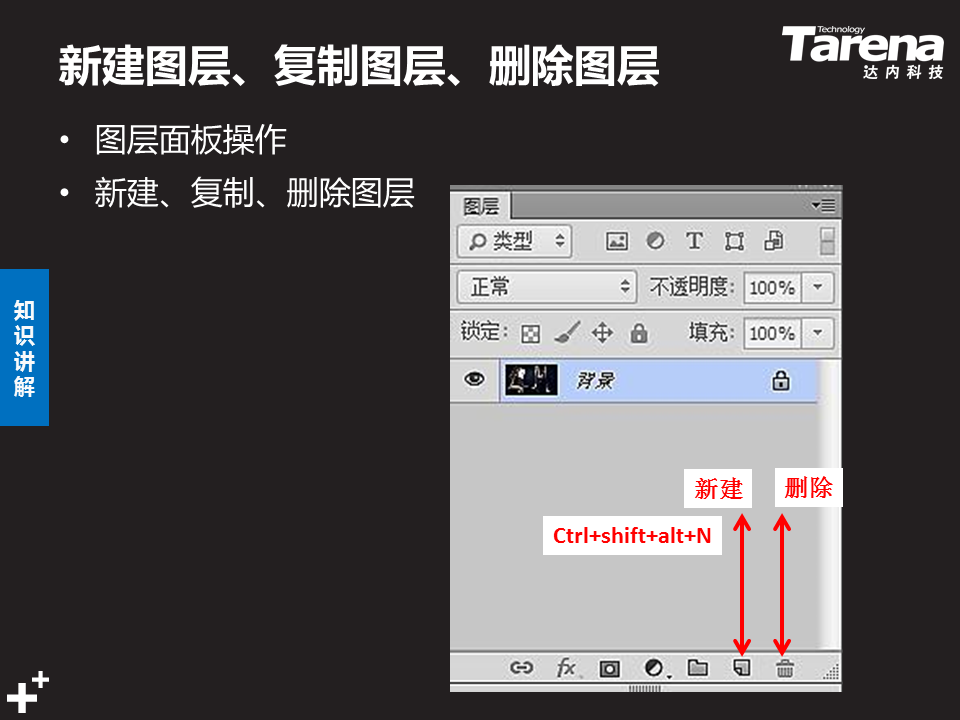 新建图层、复制图层、删除图层
Technology
Tarena
达内科技
• 图层面板操作
• 新建、复制、删除图层
知识讲解
图层
类型
正常 不透明度: 100%
锁定: 填充: 100%
背景
新建 删除
Ctrl+shift+alt+N
fx